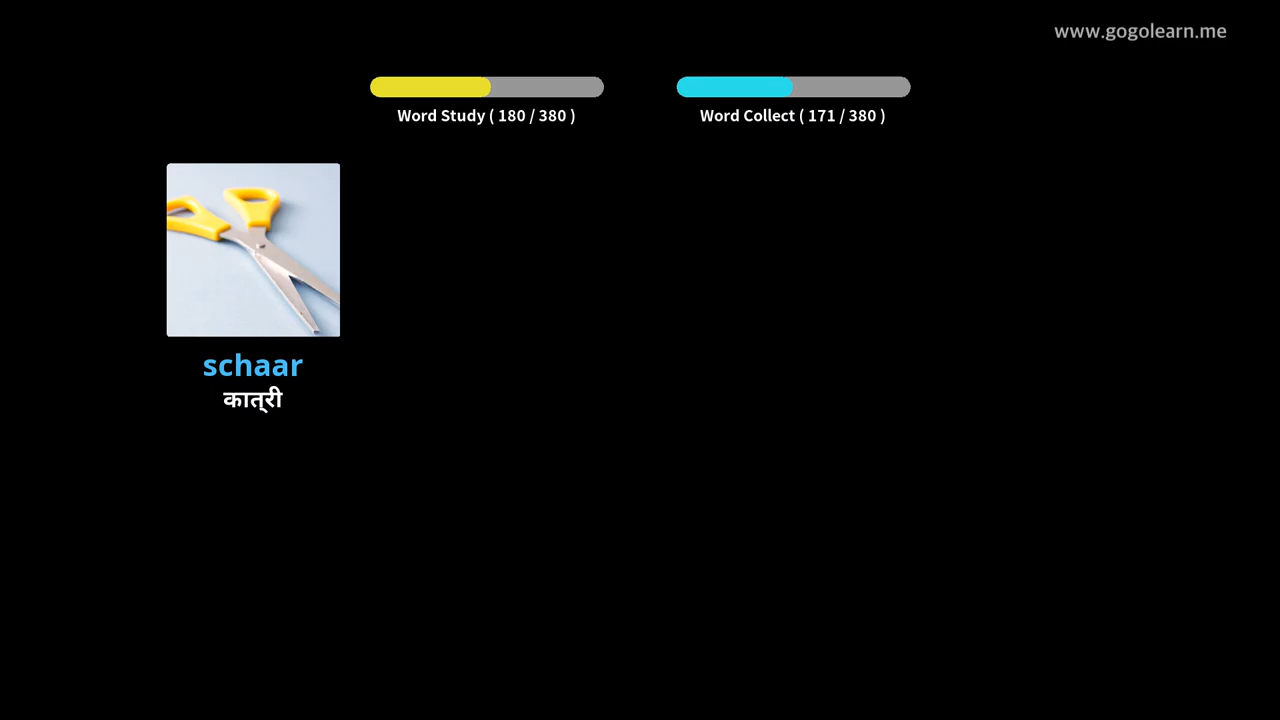 www.gogolearn.me
Word Study ( 180 / 380 )
Word Collect ( 171 / 380 )
schaar
कात्री